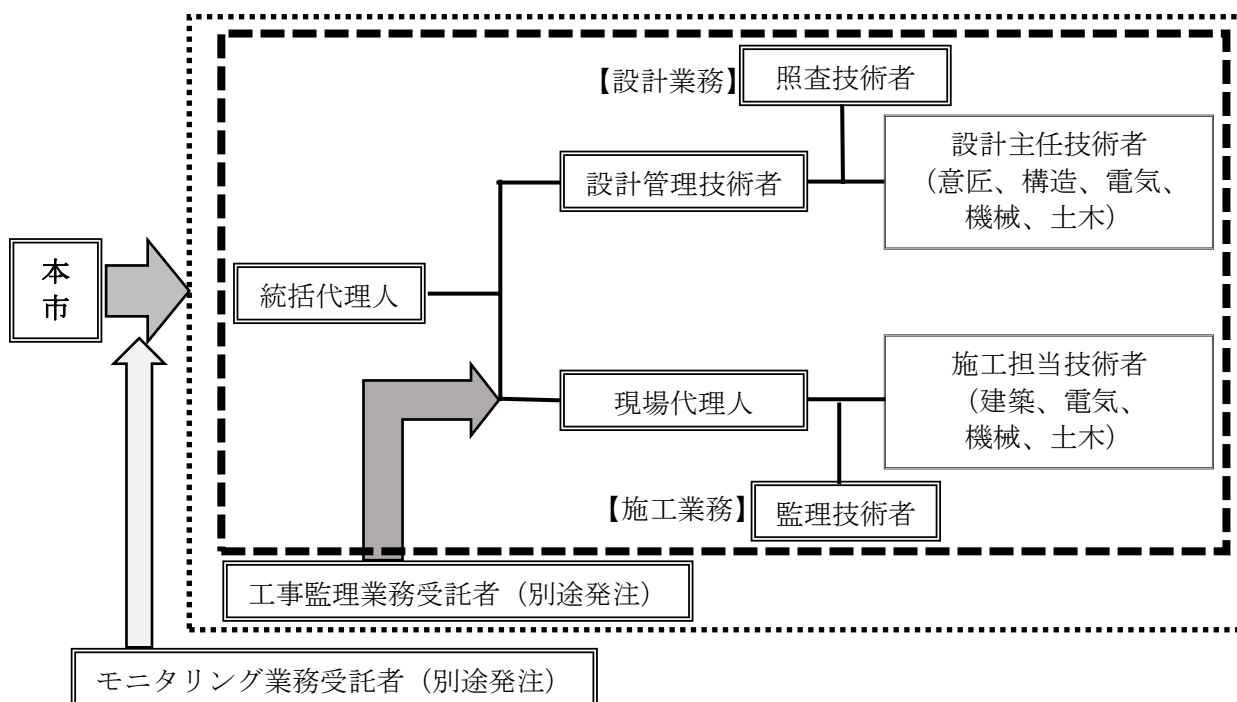 【設計業務】
照査技術者
設計管理技術者
設計主任技術者
（意匠、構造、電気、
機械、土木）
本
市
統括代理人
現場代理人
施工担当技術者
（建築、電気、
機械、土木）
【施工業務】
監理技術者
工事監理業務受託者（別途発注）
モニタリング業務受託者（別途発注）